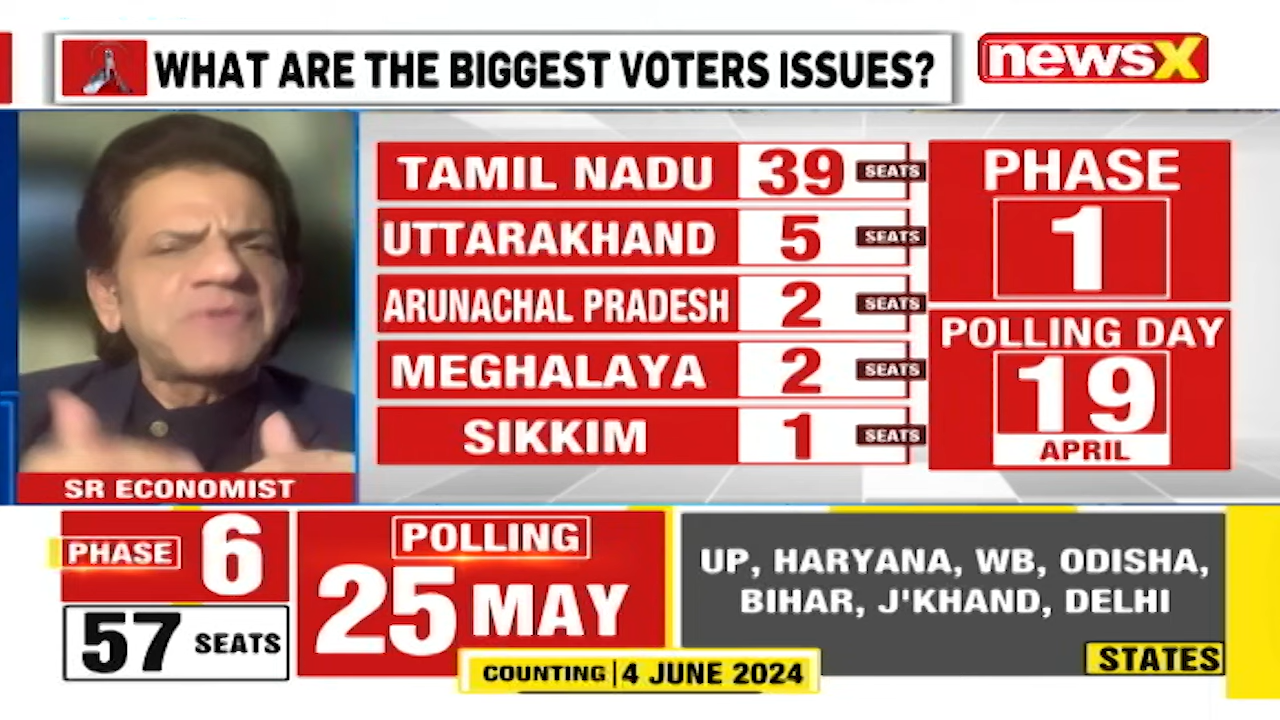 WHAT ARE THE BIGGEST VOTERS ISSUES?
newsX
TAMIL NADU 39 SEATS
UTTARAKHAND 5 SEATS
ARUNACHAL PRADESH 2 SEATS
MEGHALAYA 2 SEATS
SIKKIM 1 SEATS
PHASE
1
POLLING DAY
19
APRIL
SR ECONOMIST
PHASE 6
57 SEATS
POLLING
25 MAY
UP, HARYANA, WB, ODISHA,
BIHAR, J'KHAND, DELHI
STATES
COUNTING | 4 JUNE 2024